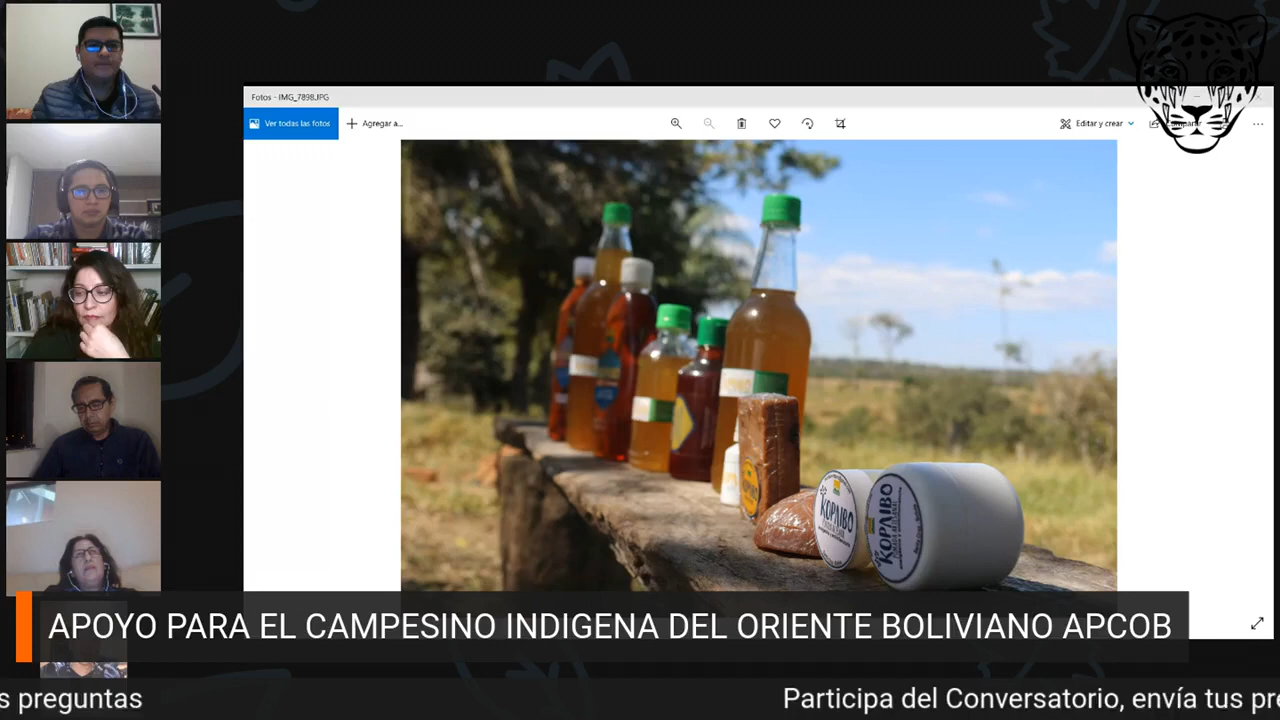 Fotos - IMG_7898.JPG
Ver todas las fotos
Agregar a...
Editar y crear
KOPAIBO
KOPAIBO
APOYO PARA EL CAMPESINO INDIGENA DEL ORIENTE BOLIVIANO APCOB
s preguntas
Participa del Conversatorio, envía tus pre